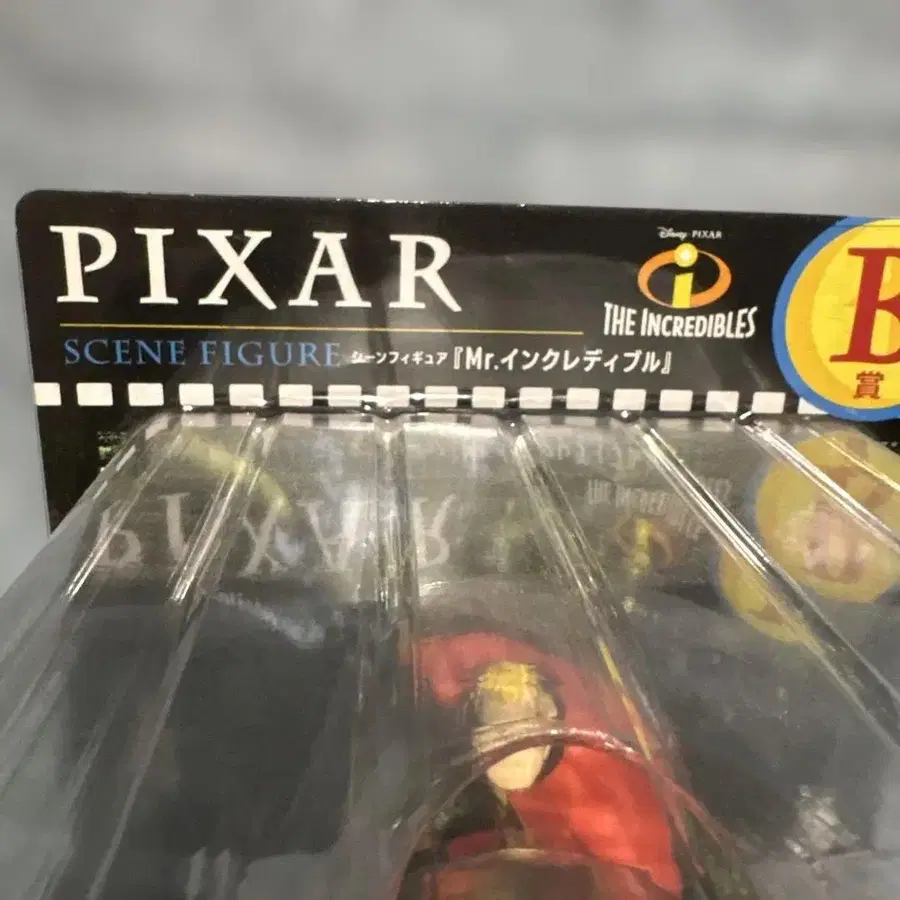 PIXAR
Disney · PIXAR
THE INCREDIBLES
SCENE FIGURE シーンフィギュア『Mr.インクレディブル』
B
賞